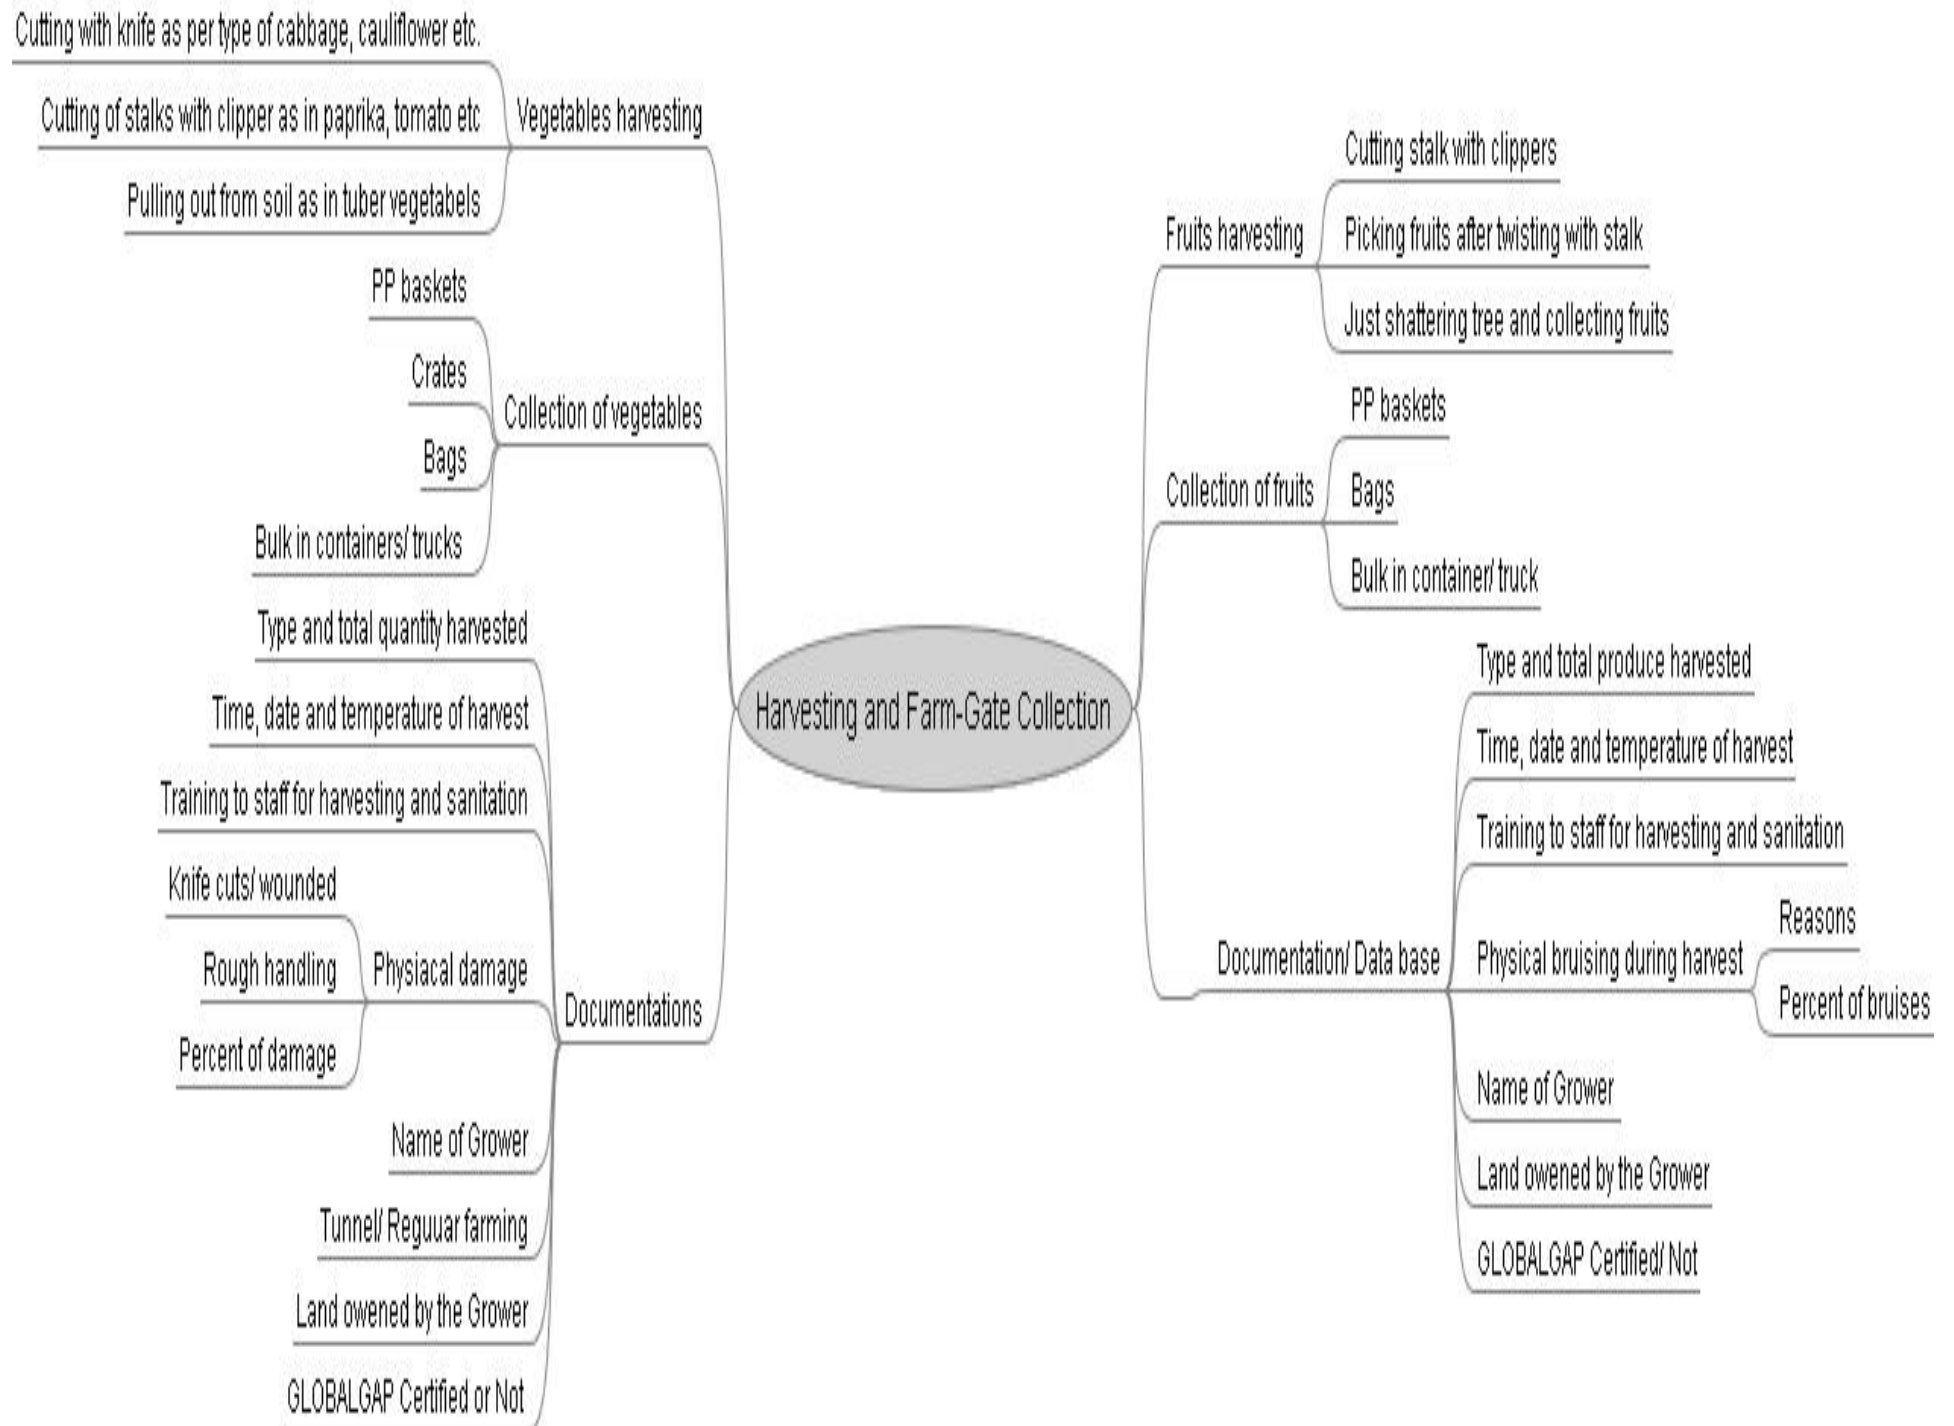 Cutting with knife as per type of cabbage, cauliflower etc.
Cutting of stalks with clipper as in paprika, tomato etc
Vegetables harvesting
Pulling out from soil as in tuber vegetabels
PP baskets
Crates
Collection of vegetables
Bags
Bulk in containers/ trucks
Type and total quantity harvested
Time, date and temperature of harvest
Training to staff for harvesting and sanitation
Knife cuts/ wounded
Rough handling
Physiacal damage
Percent of damage
Documentations
Name of Grower
Tunnel/ Reguuar farming
Land owened by the Grower
GLOBALGAP Certified or Not
Harvesting and Farm-Gate Collection
Cutting stalk with clippers
Fruits harvesting
Picking fruits after twisting with stalk
Just shattering tree and collecting fruits
PP baskets
Collection of fruits
Bags
Bulk in container/ truck
Type and total produce harvested
Time, date and temperature of harvest
Training to staff for harvesting and sanitation
Documentation/ Data base
Physical bruising during harvest
Reasons
Percent of bruises
Name of Grower
Land owened by the Grower
GLOBALGAP Certified/ Not